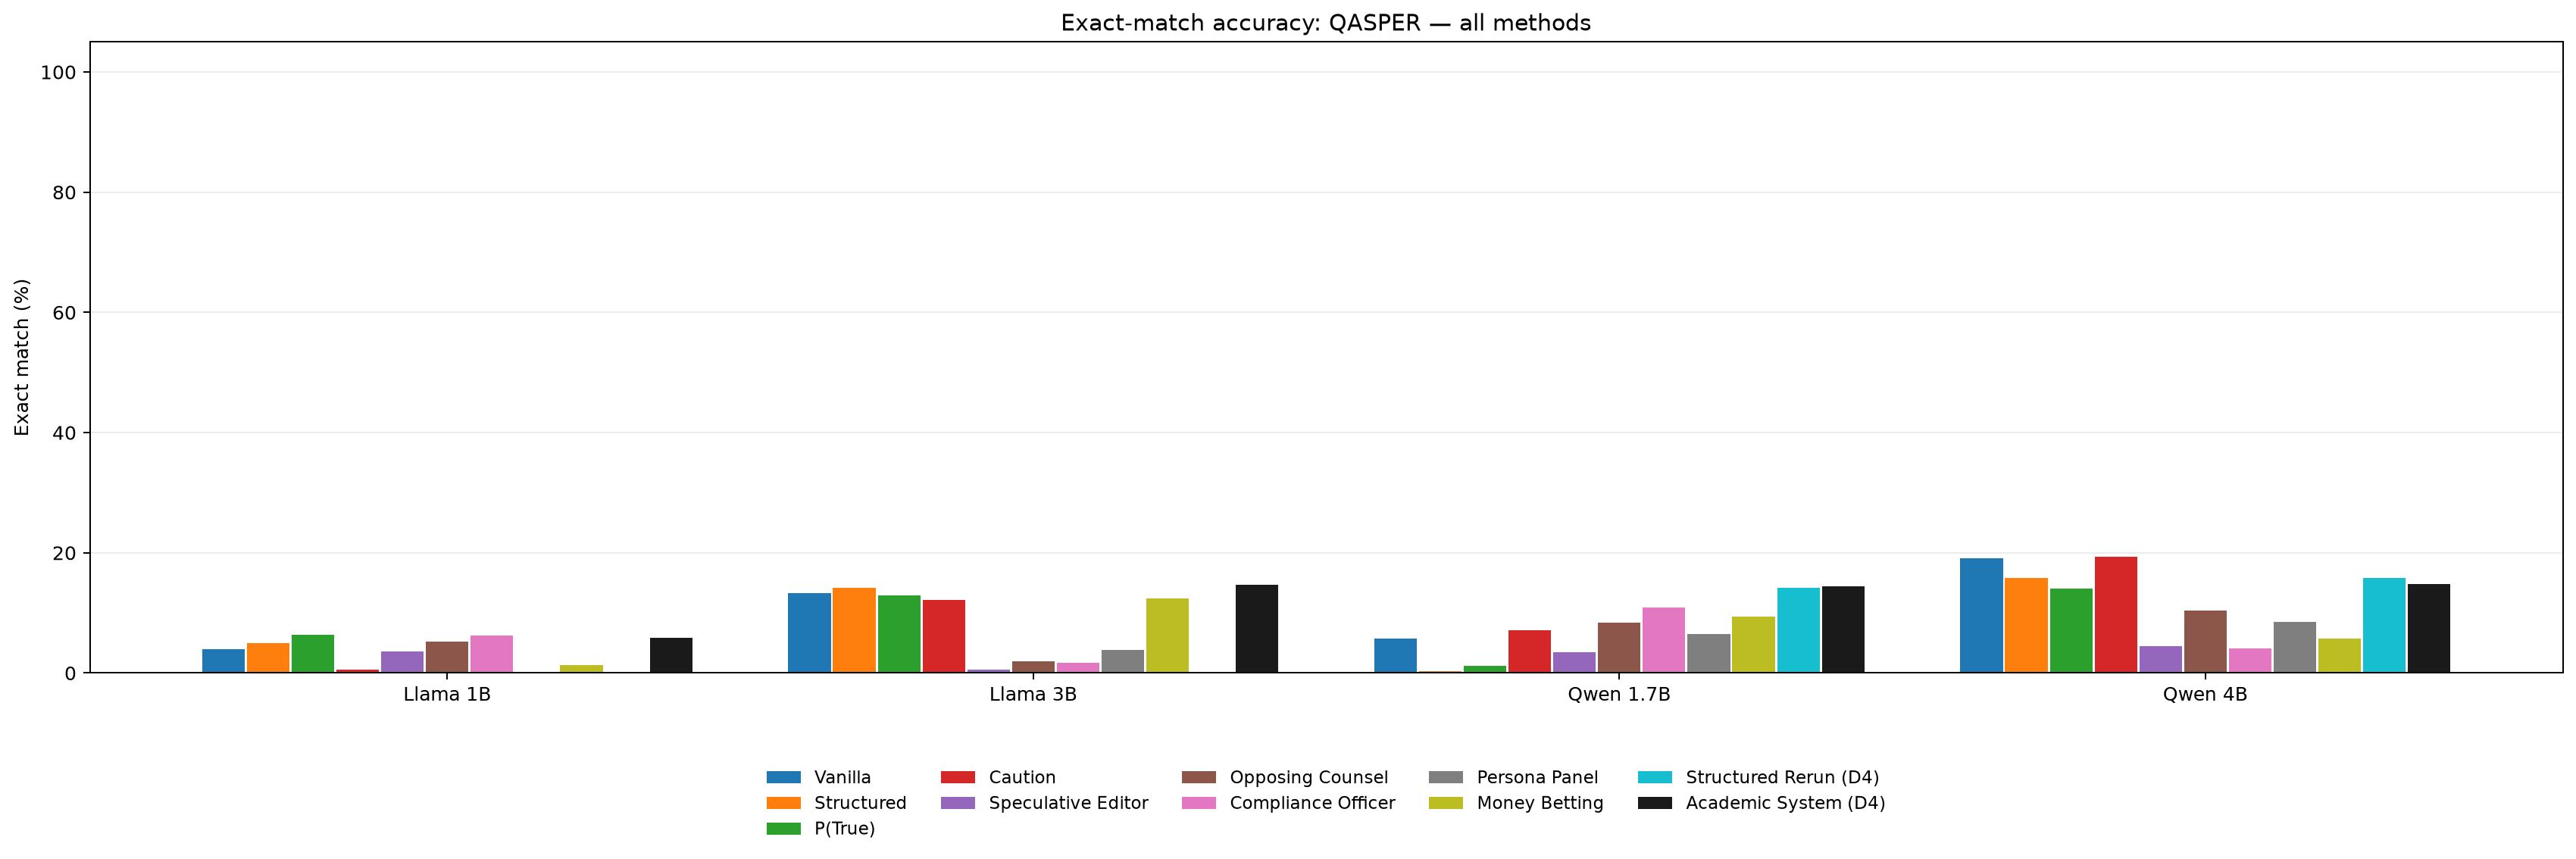 Exact-match accuracy: QASPER — all methods
Exact match (%)
100
80
60
40
20
0
Llama 1B
Llama 3B
Qwen 1.7B
Qwen 4B
Vanilla
Structured
P(True)
Caution
Speculative Editor
Opposing Counsel
Compliance Officer
Persona Panel
Money Betting
Structured Rerun (D4)
Academic System (D4)